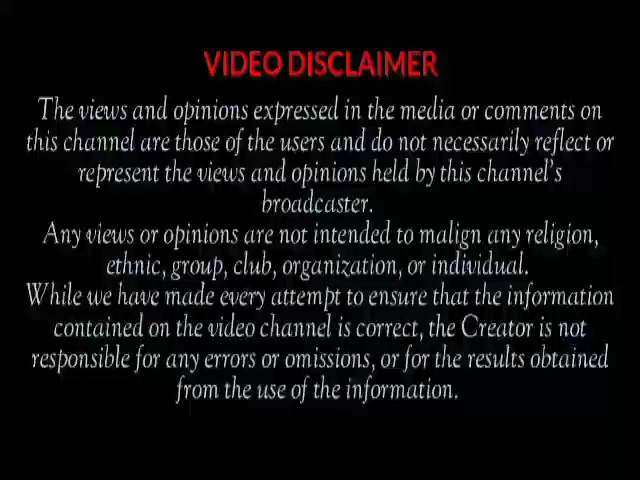 VIDEO DISCLAIMER
The views and opinions expressed in the media or comments on
this channel are those of the users and do not necessarily reflect or
represent the views and opinions held by this channel's
broadcaster.
Any views or opinions are not intended to malign any religion,
ethnic, group, club, organization, or individual.
While we have made every attempt to ensure that the information
contained on the video channel is correct, the Creator is not
responsible for any errors or omissions, or for the results obtained
from the use of the information.